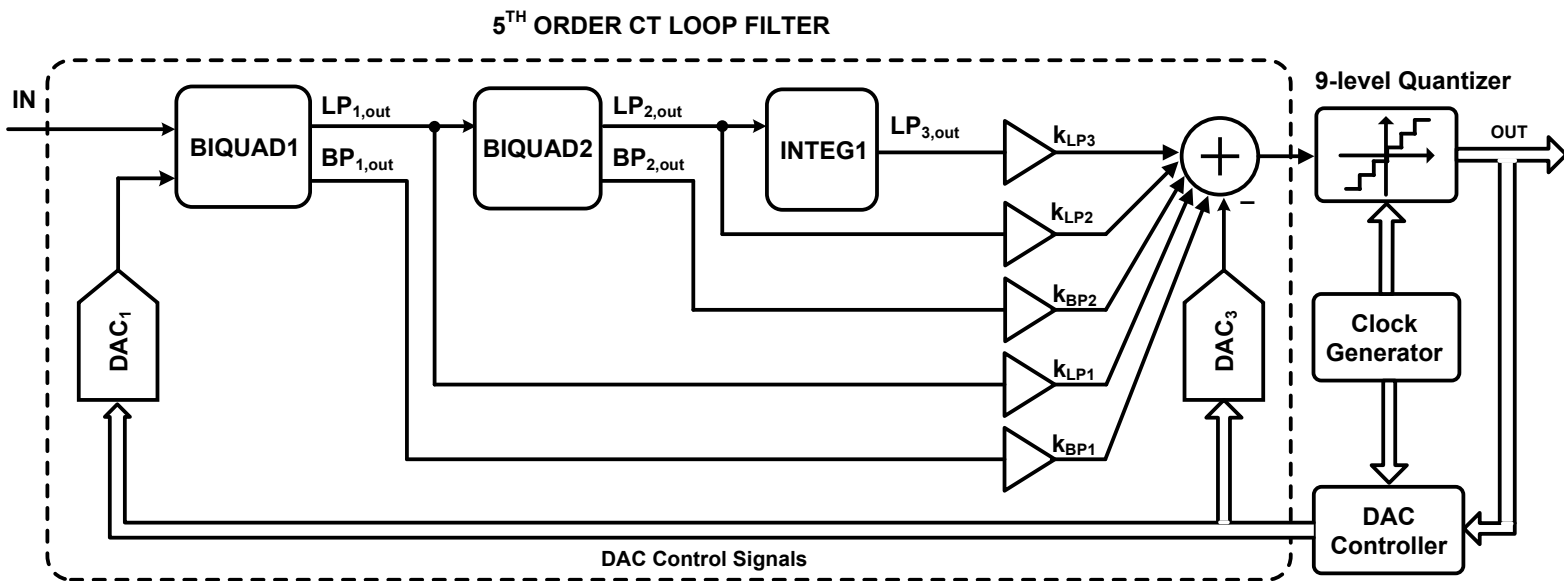 5TH ORDER CT LOOP FILTER
IN
BIQUAD1
LP1,out
BP1,out
BIQUAD2
LP2,out
BP2,out
INTEG1
LP3,out
kLP3
kLP2
kBP2
kLP1
kBP1
+
–
DAC1
DAC3
DAC Control Signals
9-level Quantizer
OUT
Clock
Generator
DAC
Controller